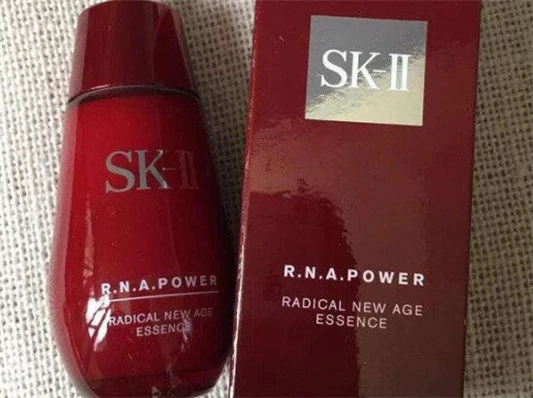 SK-II
R.N.A.POWER
RADICAL NEW AGE
ESSENCE
SK-II
R.N.A.POWER
RADICAL NEW AGE
ESSENCE